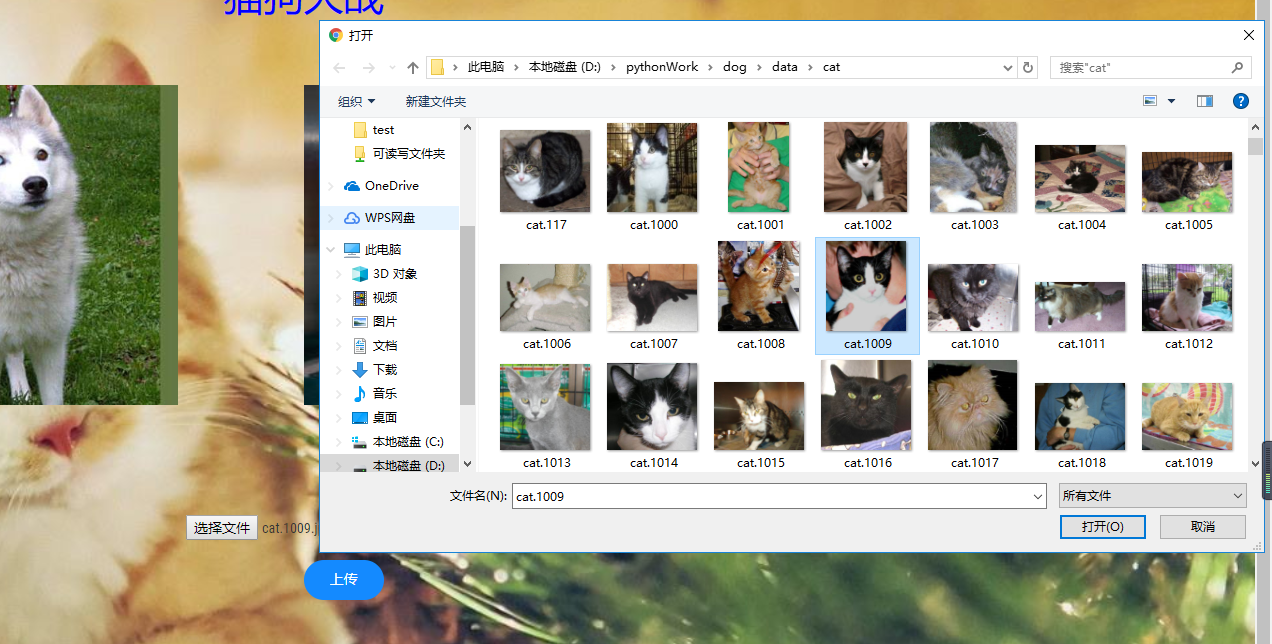 猫狗大战
打开
此电脑 › 本地磁盘 (D:) › pythonWork › dog › data › cat
搜索"cat"
组织
新建文件夹
test
可读写文件夹
OneDrive
WPS网盘
此电脑
3D 对象
视频
图片
文档
下载
音乐
桌面
本地磁盘 (C:)
本地磁盘 (D:)
cat.117 cat.1000 cat.1001 cat.1002 cat.1003 cat.1004 cat.1005
cat.1006 cat.1007 cat.1008 cat.1009 cat.1010 cat.1011 cat.1012
cat.1013 cat.1014 cat.1015 cat.1016 cat.1017 cat.1018 cat.1019
文件名(N): cat.1009
所有文件
打开(O) 取消
选择文件 cat.1009.j
上传